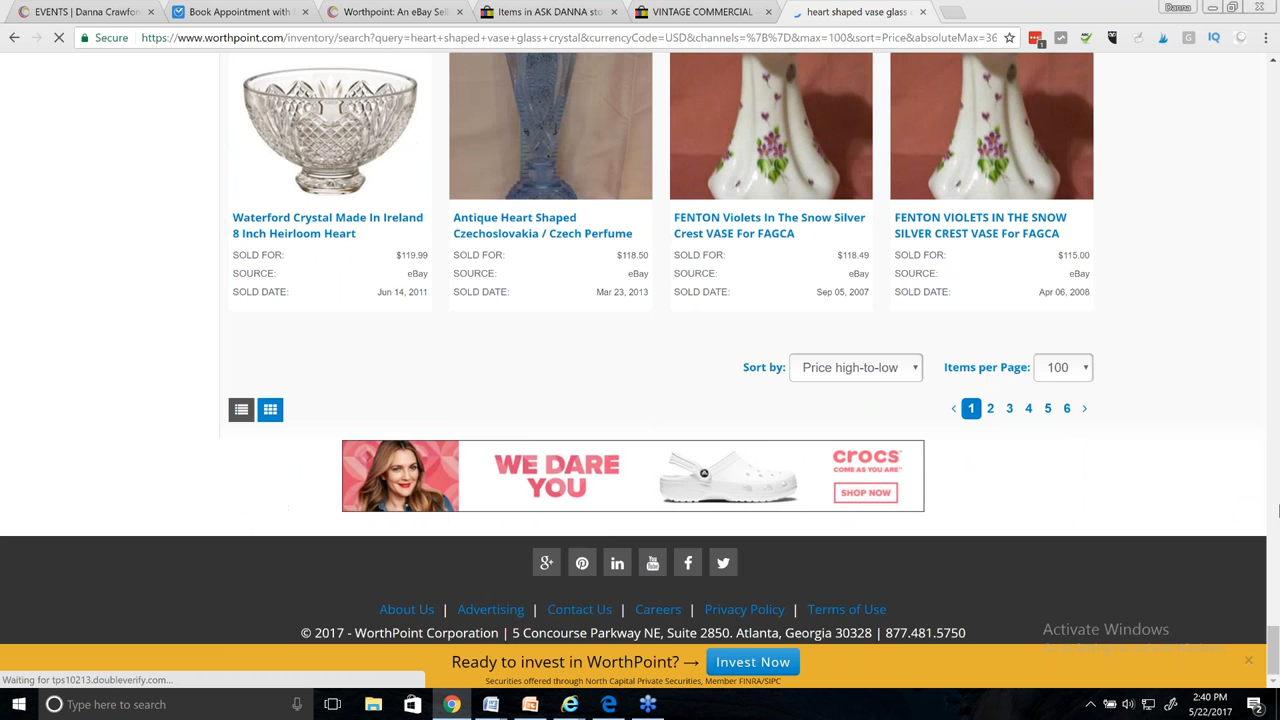 EVENTS | Danna Crawfor
Book Appointment with
Worthpoint: An eBay Sel
Items in ASK DANNA sto
VINTAGE COMMERCIAL
heart shaped vase glass
Danna
Secure
https://www.worthpoint.com/inventory/search?query=heart+shaped+vase+glass+crystal&currencyCode=USD&channels=%7B%7D&max=100&sort=Price&absoluteMax=36
Waterford Crystal Made In Ireland
8 Inch Heirloom Heart
SOLD FOR: $119.99
SOURCE: eBay
SOLD DATE: Jun 14, 2011
Antique Heart Shaped
Czechoslovakia / Czech Perfume
SOLD FOR: $118.50
SOURCE: eBay
SOLD DATE: Mar 23, 2013
FENTON Violets In The Snow Silver
Crest VASE For FAGCA
SOLD FOR: $118.49
SOURCE: eBay
SOLD DATE: Sep 05, 2007
FENTON VIOLETS IN THE SNOW
SILVER CREST VASE For FAGCA
SOLD FOR: $115.00
SOURCE: eBay
SOLD DATE: Apr 06, 2008
Sort by: Price high-to-low Items per Page: 100
‹ 1 2 3 4 5 6 ›
WE DARE
YOU
crocs
COME AS YOU ARE
SHOP NOW
About Us | Advertising | Contact Us | Careers | Privacy Policy | Terms of Use
© 2017 - WorthPoint Corporation | 5 Concourse Parkway NE, Suite 2850. Atlanta, Georgia 30328 | 877.481.5750
Activate Windows
Ready to invest in WorthPoint? → Invest Now
Securities offered through North Capital Private Securities, Member FINRA/SIPC
Waiting for tps10213.doubleverify.com...
Type here to search
2:40 PM
5/22/2017